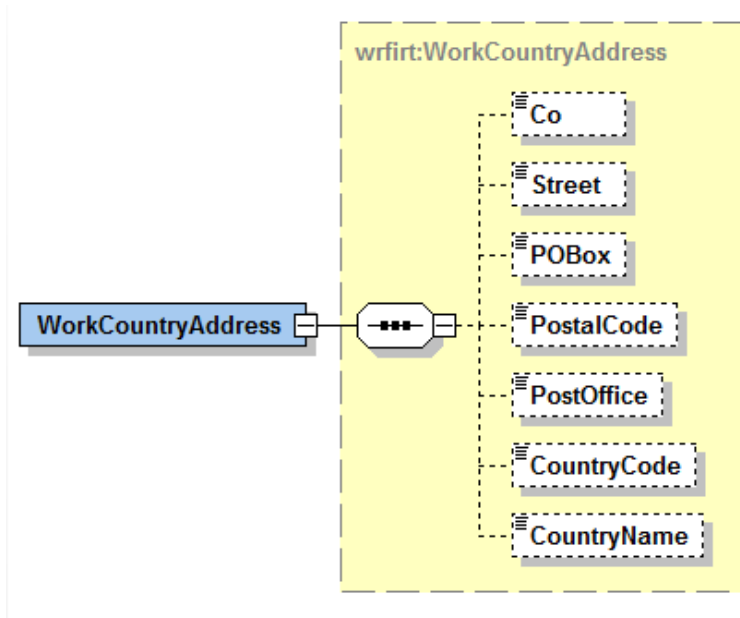 wrfirt:WorkCountryAddress
Co
Street
POBox
WorkCountryAddress
PostalCode
PostOffice
CountryCode
CountryName